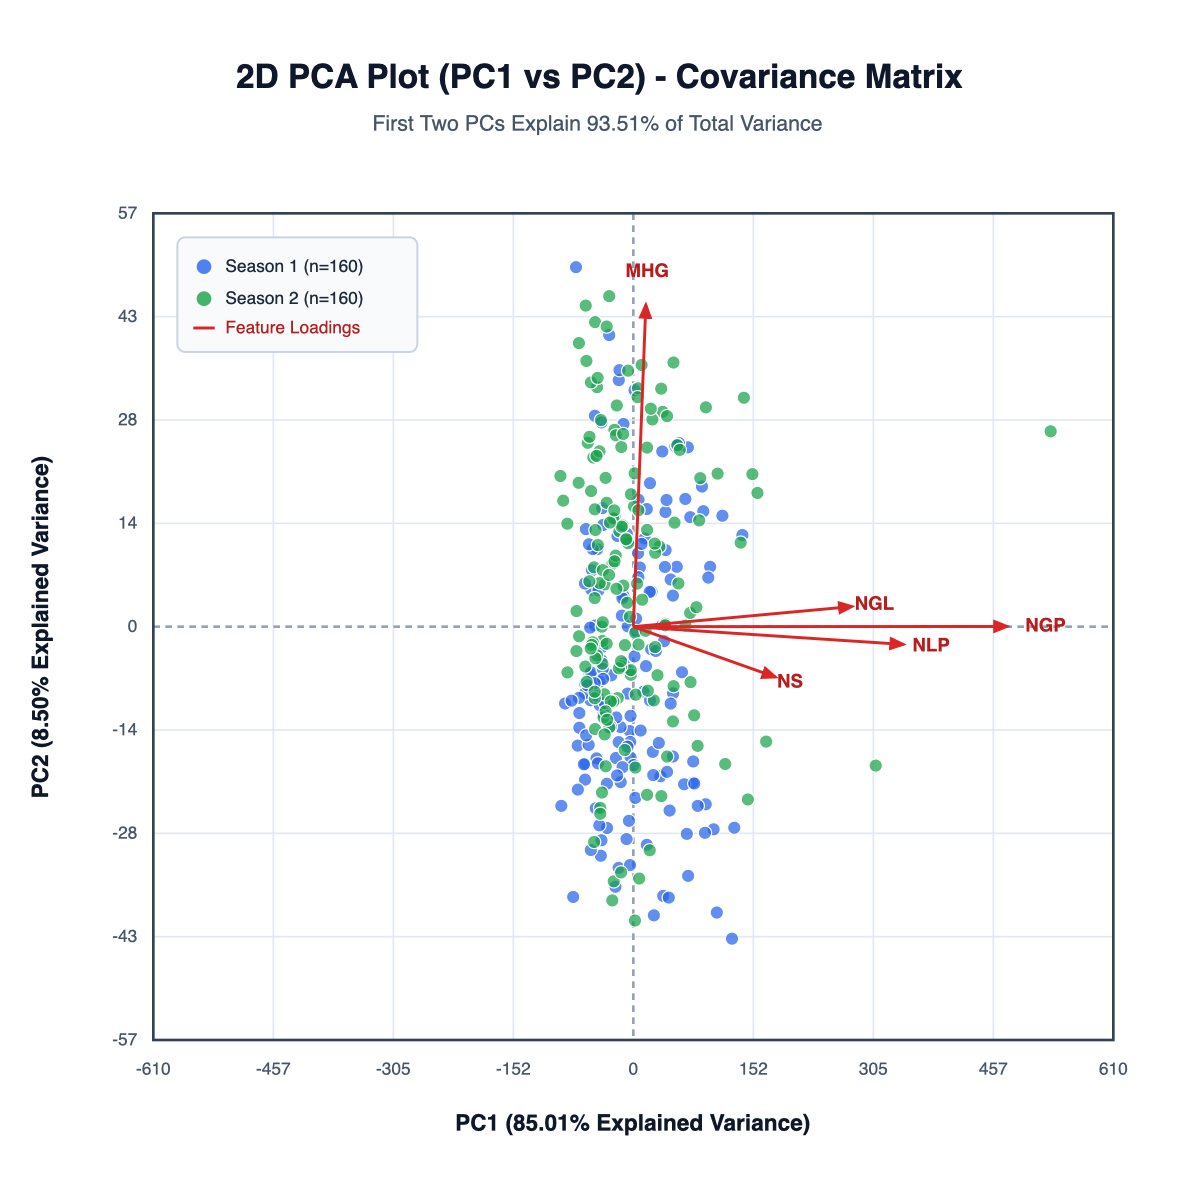 2D PCA Plot (PC1 vs PC2) - Covariance Matrix
First Two PCs Explain 93.51% of Total Variance
Season 1 (n=160)
Season 2 (n=160)
Feature Loadings
MHG
NGL
NGP
NLP
NS
57
43
28
14
0
-14
-28
-43
-57
-610
-457
-305
-152
0
152
305
457
610
PC2 (8.50% Explained Variance)
PC1 (85.01% Explained Variance)